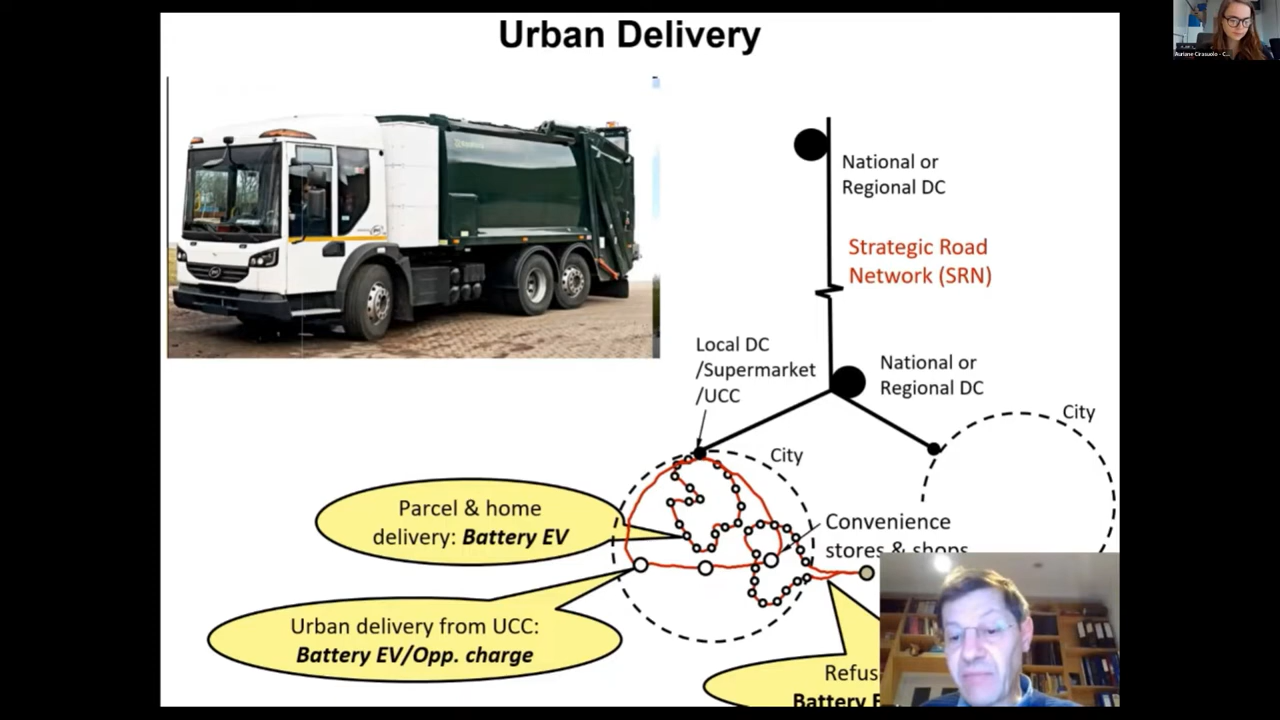 Urban Delivery
National or
Regional DC
Strategic Road
Network (SRN)
Local DC
/Supermarket
/UCC
National or
Regional DC
City
City
Parcel & home
delivery: Battery EV
Convenience
stores & shops
Urban delivery from UCC:
Battery EV/Opp. charge
Refus
Battery E